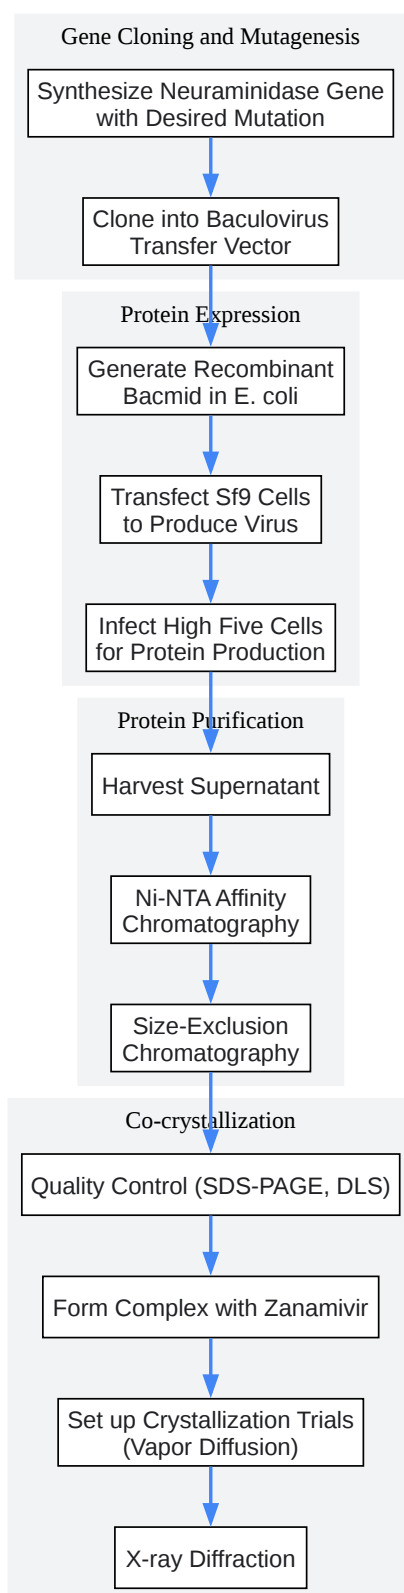 Gene Cloning and Mutagenesis
Synthesize Neuraminidase Gene
with Desired Mutation
Clone into Baculovirus
Transfer Vector
Protein Expression
Generate Recombinant
Bacmid in E. coli
Transfect Sf9 Cells
to Produce Virus
Infect High Five Cells
for Protein Production
Protein Purification
Harvest Supernatant
Ni-NTA Affinity
Chromatography
Size-Exclusion
Chromatography
Co-crystallization
Quality Control (SDS-PAGE, DLS)
Form Complex with Zanamivir
Set up Crystallization Trials
(Vapor Diffusion)
X-ray Diffraction